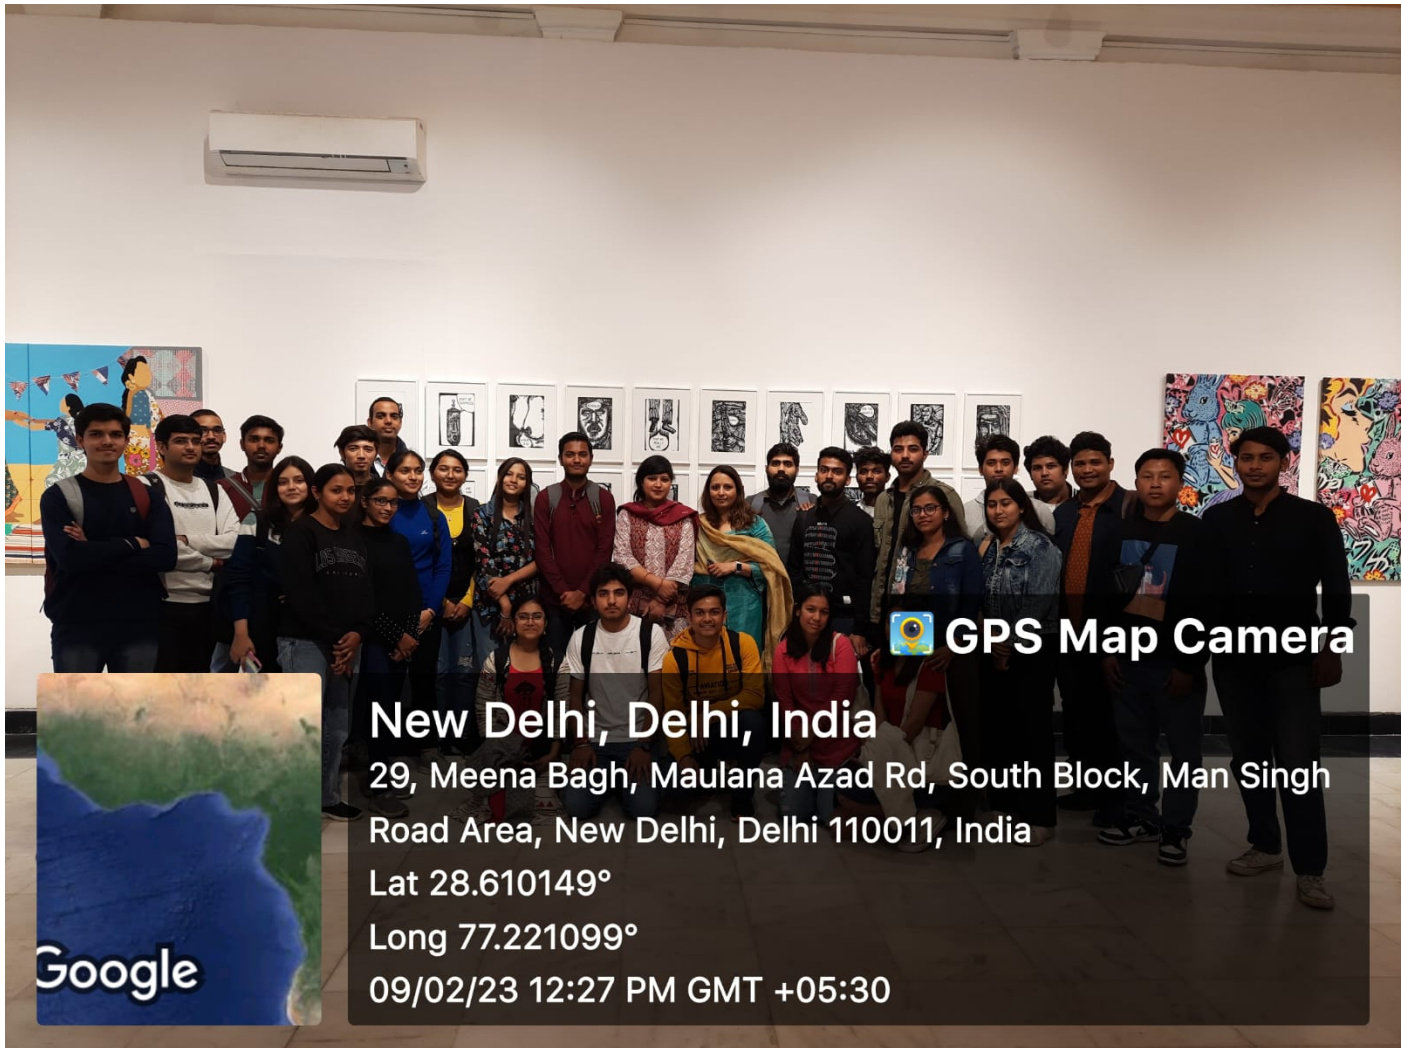 GPS Map Camera
New Delhi, Delhi, India
29, Meena Bagh, Maulana Azad Rd, South Block, Man Singh
Road Area, New Delhi, Delhi 110011, India
Lat 28.610149°
Long 77.221099°
09/02/23 12:27 PM GMT +05:30
Google